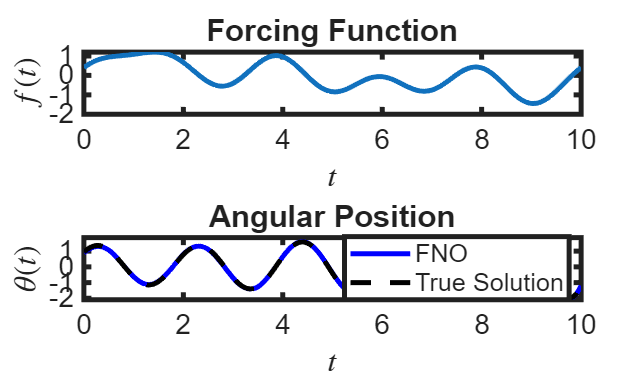 Forcing Function
f(t)
1
0
-1
-2
0 2 4 6 8 10
t
Angular Position
θ(t)
1
0
-1
-2
FNO
True Solution
0 2 4 6 8 10
t